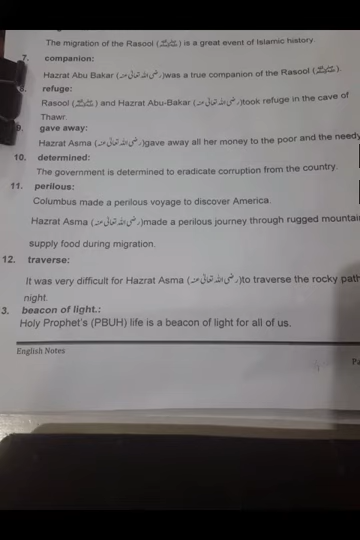 The migration of the Rasool (ﷺ) is a great event of Islamic history.
7. companion:
Hazrat Abu Bakar (رضی اللہ تعالیٰ عنہ) was a true companion of the Rasool (ﷺ).
8. refuge:
Rasool (ﷺ) and Hazrat Abu-Bakar (رضی اللہ تعالیٰ عنہ) took refuge in the cave of
Thawr.
9. gave away:
Hazrat Asma (رضی اللہ تعالیٰ عنہ) gave away all her money to the poor and the needy
10. determined:
The government is determined to eradicate corruption from the country.
11. perilous:
Columbus made a perilous voyage to discover America.
Hazrat Asma (رضی اللہ تعالیٰ عنہ) made a perilous journey through rugged mountain
supply food during migration.
12. traverse:
It was very difficult for Hazrat Asma (رضی اللہ تعالیٰ عنہ) to traverse the rocky path
night.
3. beacon of light.:
Holy Prophet's (PBUH) life is a beacon of light for all of us.
English Notes
Pa